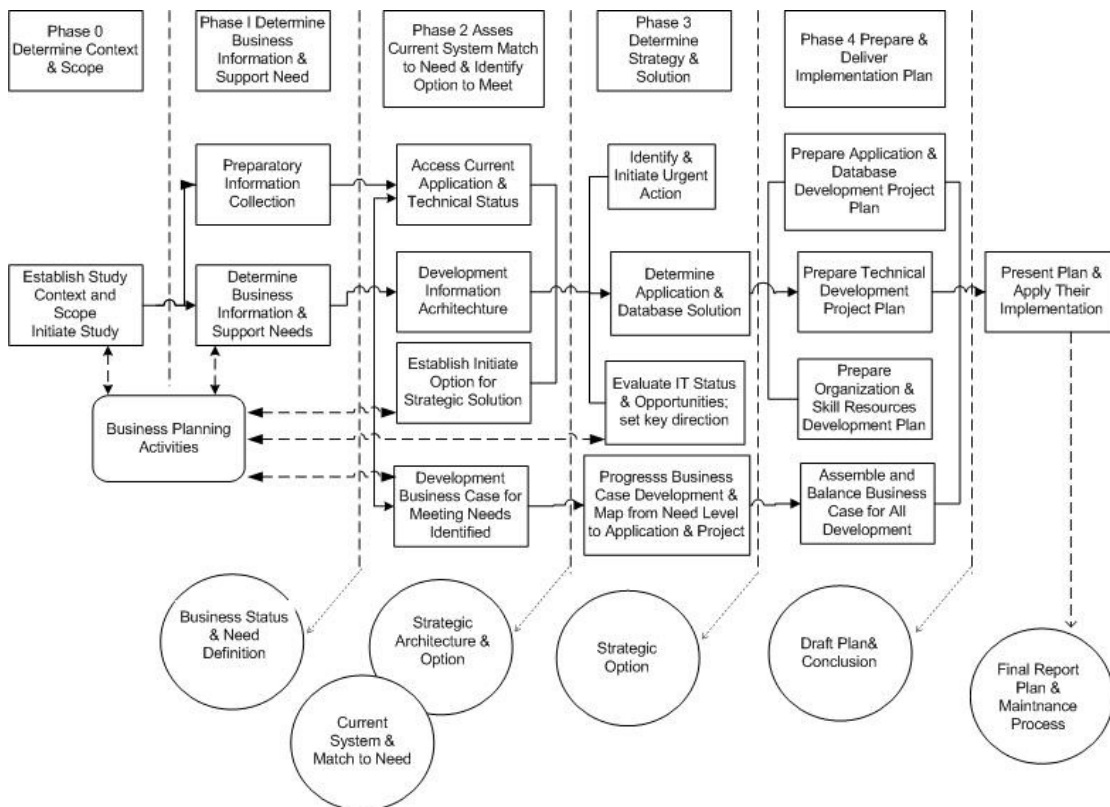 Phase 0
Determine Context
& Scope
Phase I Determine
Business
Information &
Support Need
Phase 2 Asses
Current System Match
to Need & Identify
Option to Meet
Phase 3
Determine
Strategy &
Solution
Phase 4 Prepare &
Deliver
Implementation Plan
Preparatory
Information
Collection
Access Current
Application &
Technical Status
Identify &
Initiate Urgent
Action
Prepare Application &
Database
Development Project
Plan
Establish Study
Context and
Scope
Initiate Study
Determine
Business
Information &
Support Needs
Development
Information
Acrhitechture
Determine
Application &
Database Solution
Prepare Technical
Development
Project Plan
Present Plan &
Apply Their
Implementation
Establish Initiate
Option for
Strategic Solution
Evaluate IT Status
& Opportunities;
set key direction
Prepare
Organization &
Skill Resources
Development Plan
Business Planning
Activities
Development
Business Case for
Meeting Needs
Identified
Progresss Business
Case Development &
Map from Need Level
to Application & Project
Assemble and
Balance Business
Case for All
Development
Business Status
& Need
Definition
Strategic
Architecture &
Option
Current
System &
Match to Need
Strategic
Option
Draft Plan&
Conclusion
Final Report
Plan &
Maintnance
Process